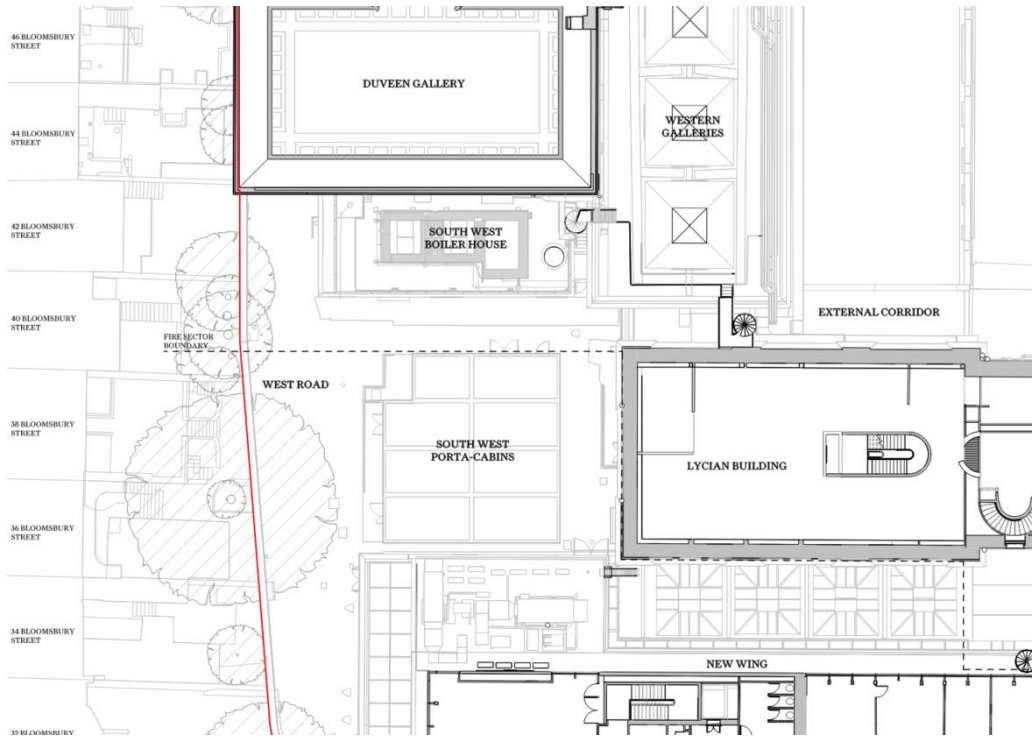 46 BLOOMSBURY
STREET
DUVEEN GALLERY
WESTERN
GALLERIES
44 BLOOMSBURY
STREET
42 BLOOMSBURY
STREET
SOUTH WEST
BOILER HOUSE
40 BLOOMSBURY
STREET
EXTERNAL CORRIDOR
FIRE SECTOR
BOUNDARY
WEST ROAD
38 BLOOMSBURY
STREET
SOUTH WEST
PORTA-CABINS
LYCIAN BUILDING
36 BLOOMSBURY
STREET
34 BLOOMSBURY
STREET
NEW WING
32 BLOOMSBURY